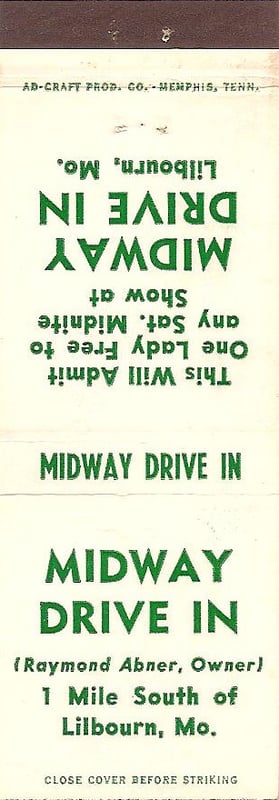 AD-CRAFT PROD. CO. - MEMPHIS, TENN.
This Will Admit
One Lady Free to
any Sat. Midnite
Show at
MIDWAY
DRIVE IN
Lilbourn, Mo.
MIDWAY DRIVE IN
MIDWAY
DRIVE IN
(Raymond Abner, Owner)
1 Mile South of
Lilbourn, Mo.
CLOSE COVER BEFORE STRIKING